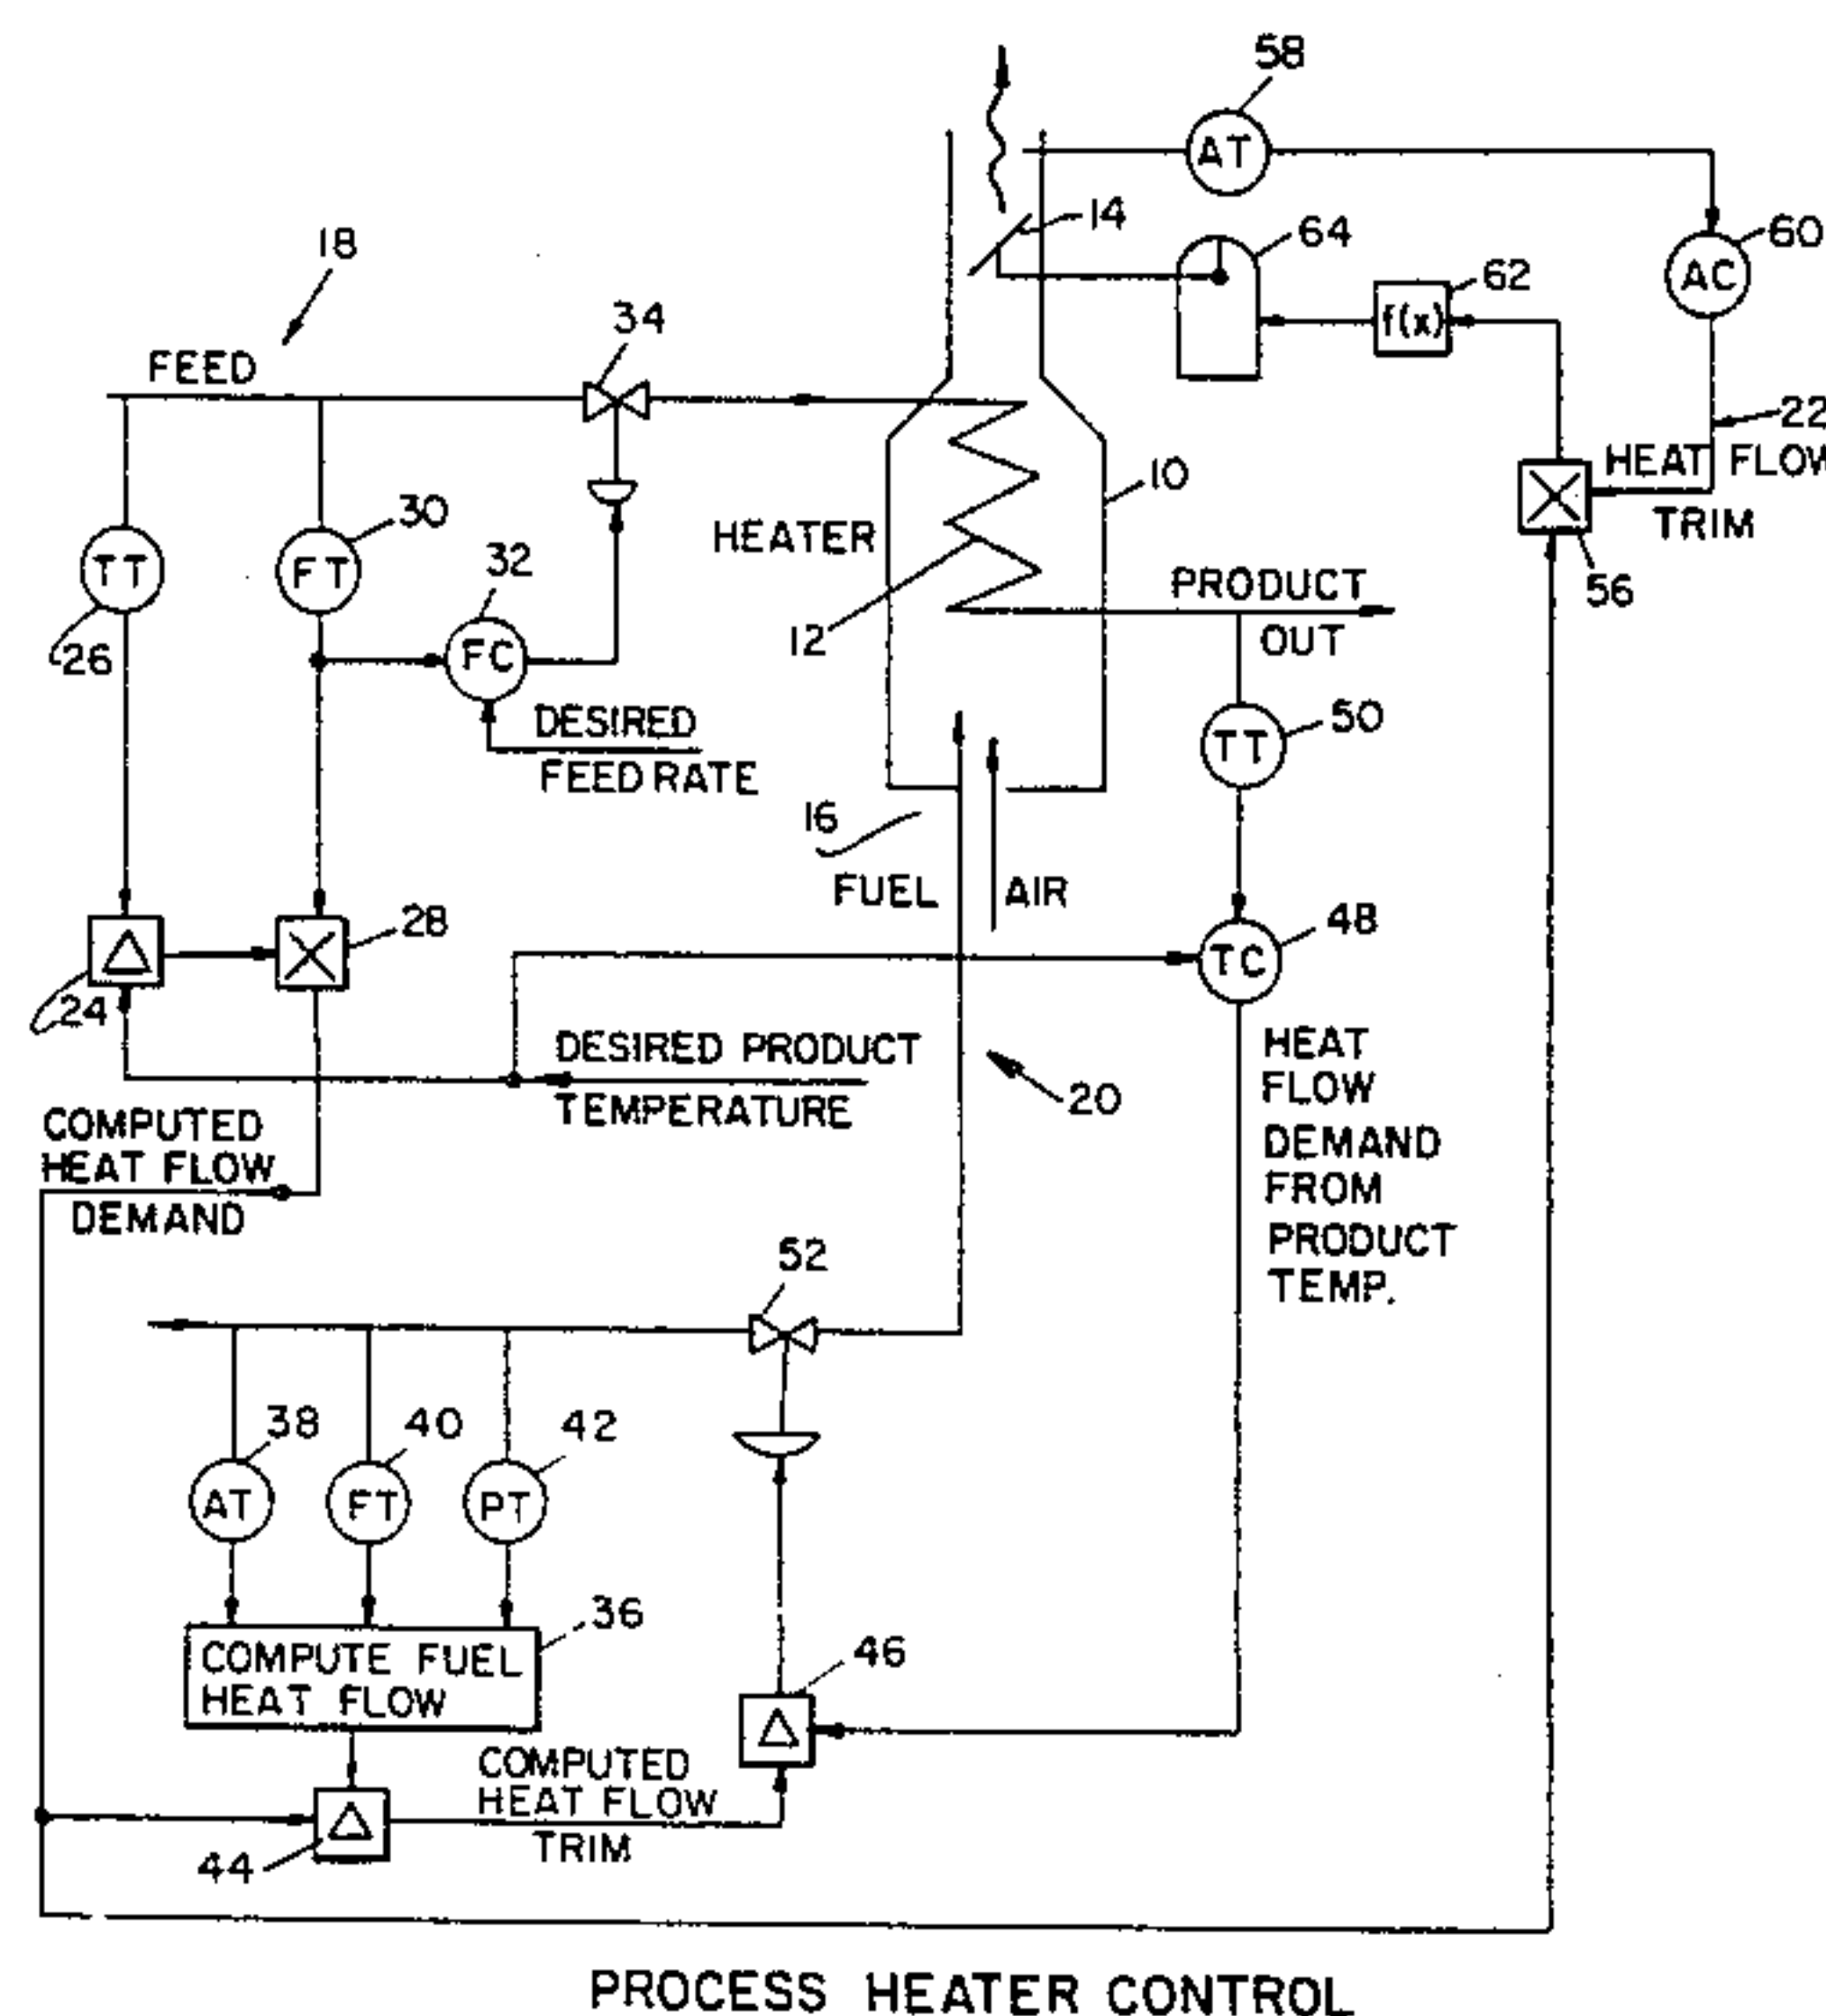 58
AT
14
64
60
AC
62
f(x)
18
34
FEED
22
HEAT FLOW
TRIM
56
10
30
HEATER
TT
FT
32
26
FC
12
PRODUCT
OUT
DESIRED
FEED RATE
50
TT
16
FUEL
AIR
28
48
TC
24
DESIRED PRODUCT
TEMPERATURE
20
HEAT
FLOW
DEMAND
FROM
PRODUCT
TEMP.
COMPUTED
HEAT FLOW
DEMAND
52
38
40
42
AT
FT
PT
36
COMPUTE FUEL
HEAT FLOW
46
COMPUTED
HEAT FLOW
TRIM
44
PROCESS HEATER CONTROL